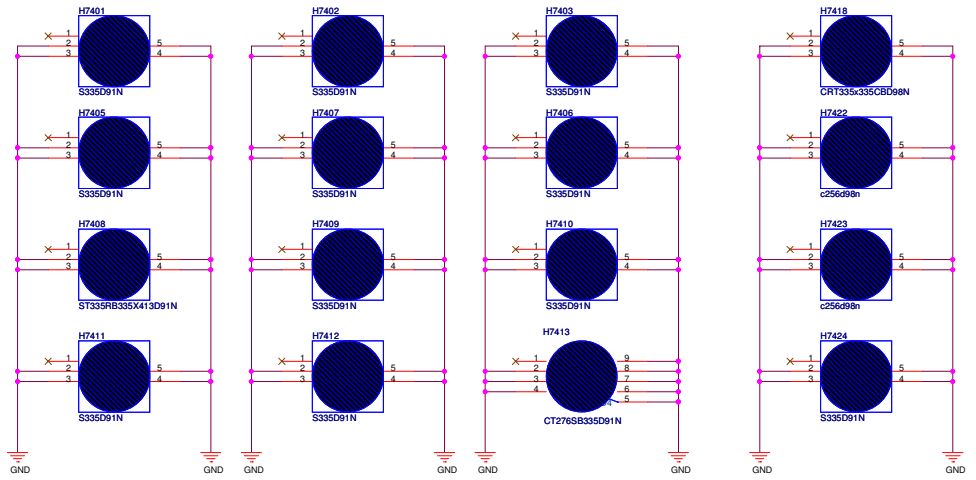 H7401
1
2
3
5
4
S335D91N
H7402
1
2
3
5
4
S335D91N
H7403
1
2
3
5
4
S335D91N
H7418
1
2
3
5
4
CRT335x335CBD98N
H7405
1
2
3
5
4
S335D91N
H7407
1
2
3
5
4
S335D91N
H7406
1
2
3
5
4
S335D91N
H7422
1
2
3
5
4
c256d98n
H7408
1
2
3
5
4
ST335RB335X413D91N
H7409
1
2
3
5
4
S335D91N
H7410
1
2
3
5
4
S335D91N
H7423
1
2
3
5
4
c256d98n
H7411
1
2
3
5
4
S335D91N
H7412
1
2
3
5
4
S335D91N
H7413
1
2
3
4
9
8
7
6
5
CT276SB335D91N
H7424
1
2
3
5
4
S335D91N
GND
GND
GND
GND
GND
GND
GND
GND